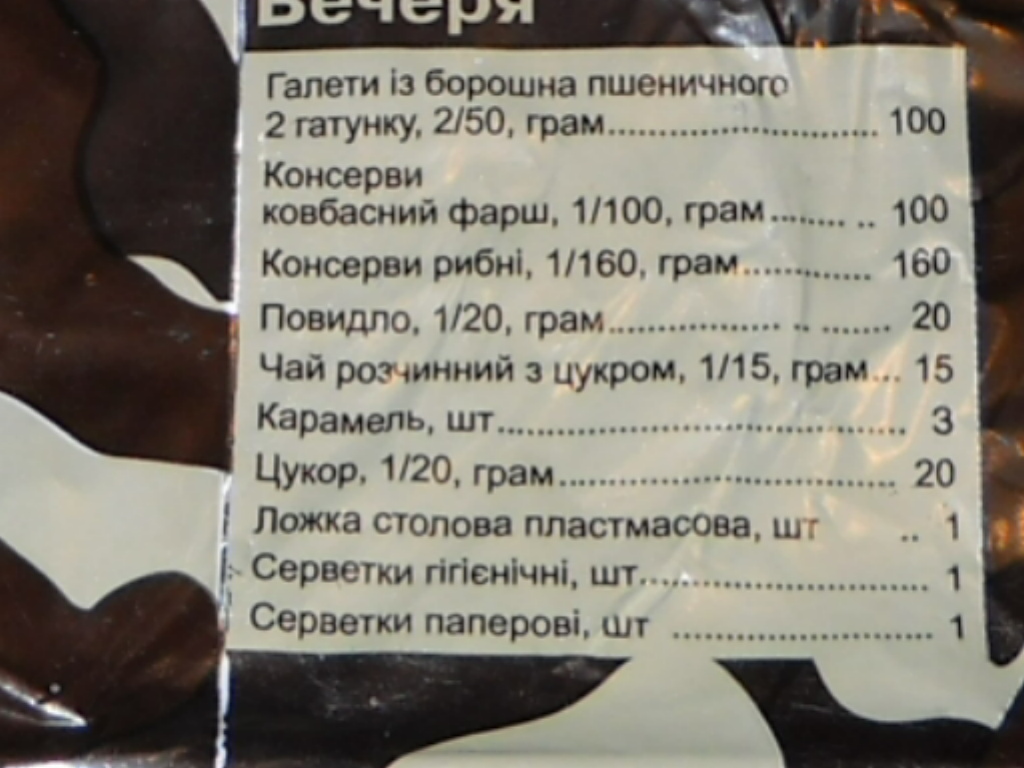 Вечеря
Галети із борошна пшеничного
2 гатунку, 2/50, грам............................ 100
Консерви
ковбасний фарш, 1/100, грам........ .. 100
Консерви рибні, 1/160, грам............. 160
Повидло, 1/20, грам................. .. ....... 20
Чай розчинний з цукром, 1/15, грам... 15
Карамель, шт.......................................... 3
Цукор, 1/20, грам.................................. 20
Ложка столова пластмасова, шт .. 1
Серветки гігієнічні, шт............................. 1
Серветки паперові, шт ........................... 1